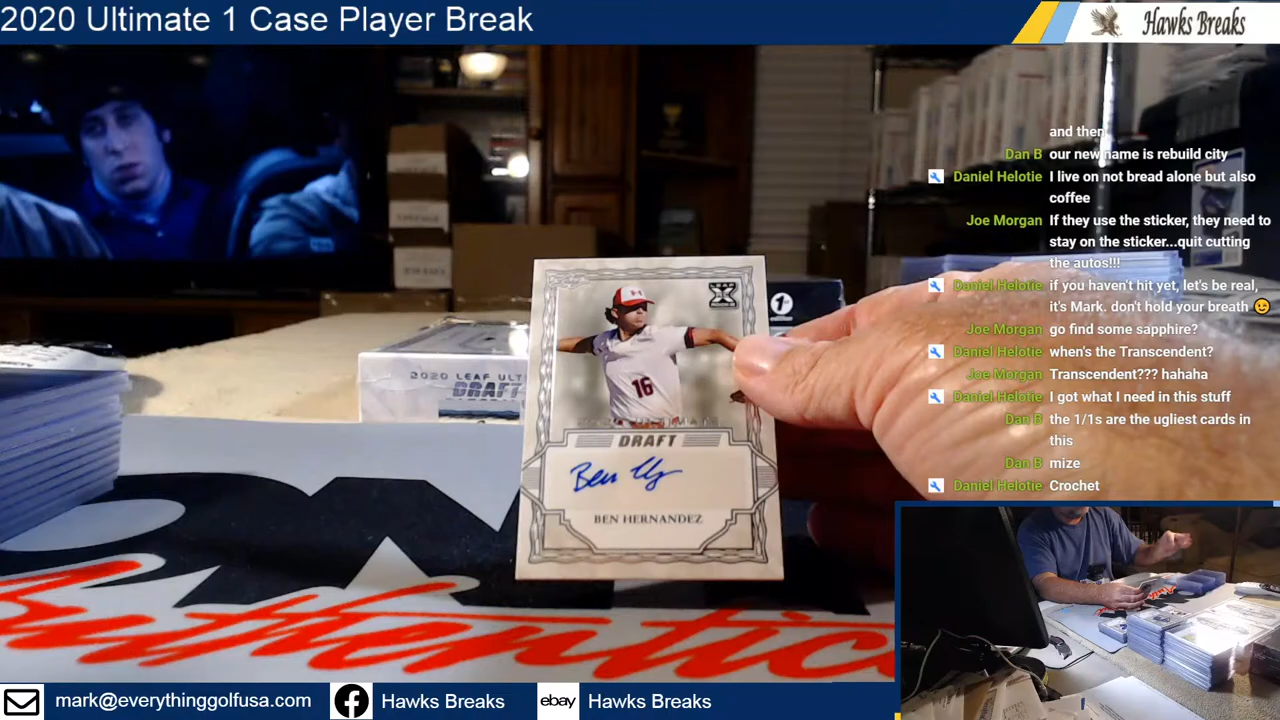 2020 Ultimate 1 Case Player Break
Hawks Breaks
and then
Dan B our new name is rebuild city
Daniel Helotie I live on not bread alone but also
coffee
Joe Morgan If they use the sticker, they need to
stay on the sticker...quit cutting
the autos!!!
Daniel Helotie if you haven't hit yet, let's be real,
it's Mark. don't hold your breath 😉
Joe Morgan go find some sapphire?
Daniel Helotie when's the Transcendent?
Joe Morgan Transcendent??? hahaha
Daniel Helotie I got what I need in this stuff
Dan B the 1/1s are the ugliest cards in
this
Dan B mize
Daniel Helotie Crochet
1st
2020 LEAF ULT
DRAFT
16
DRAFT
Ben
BEN HERNANDEZ
Authentic
mark@everythinggolfusa.com
Hawks Breaks
ebay
Hawks Breaks